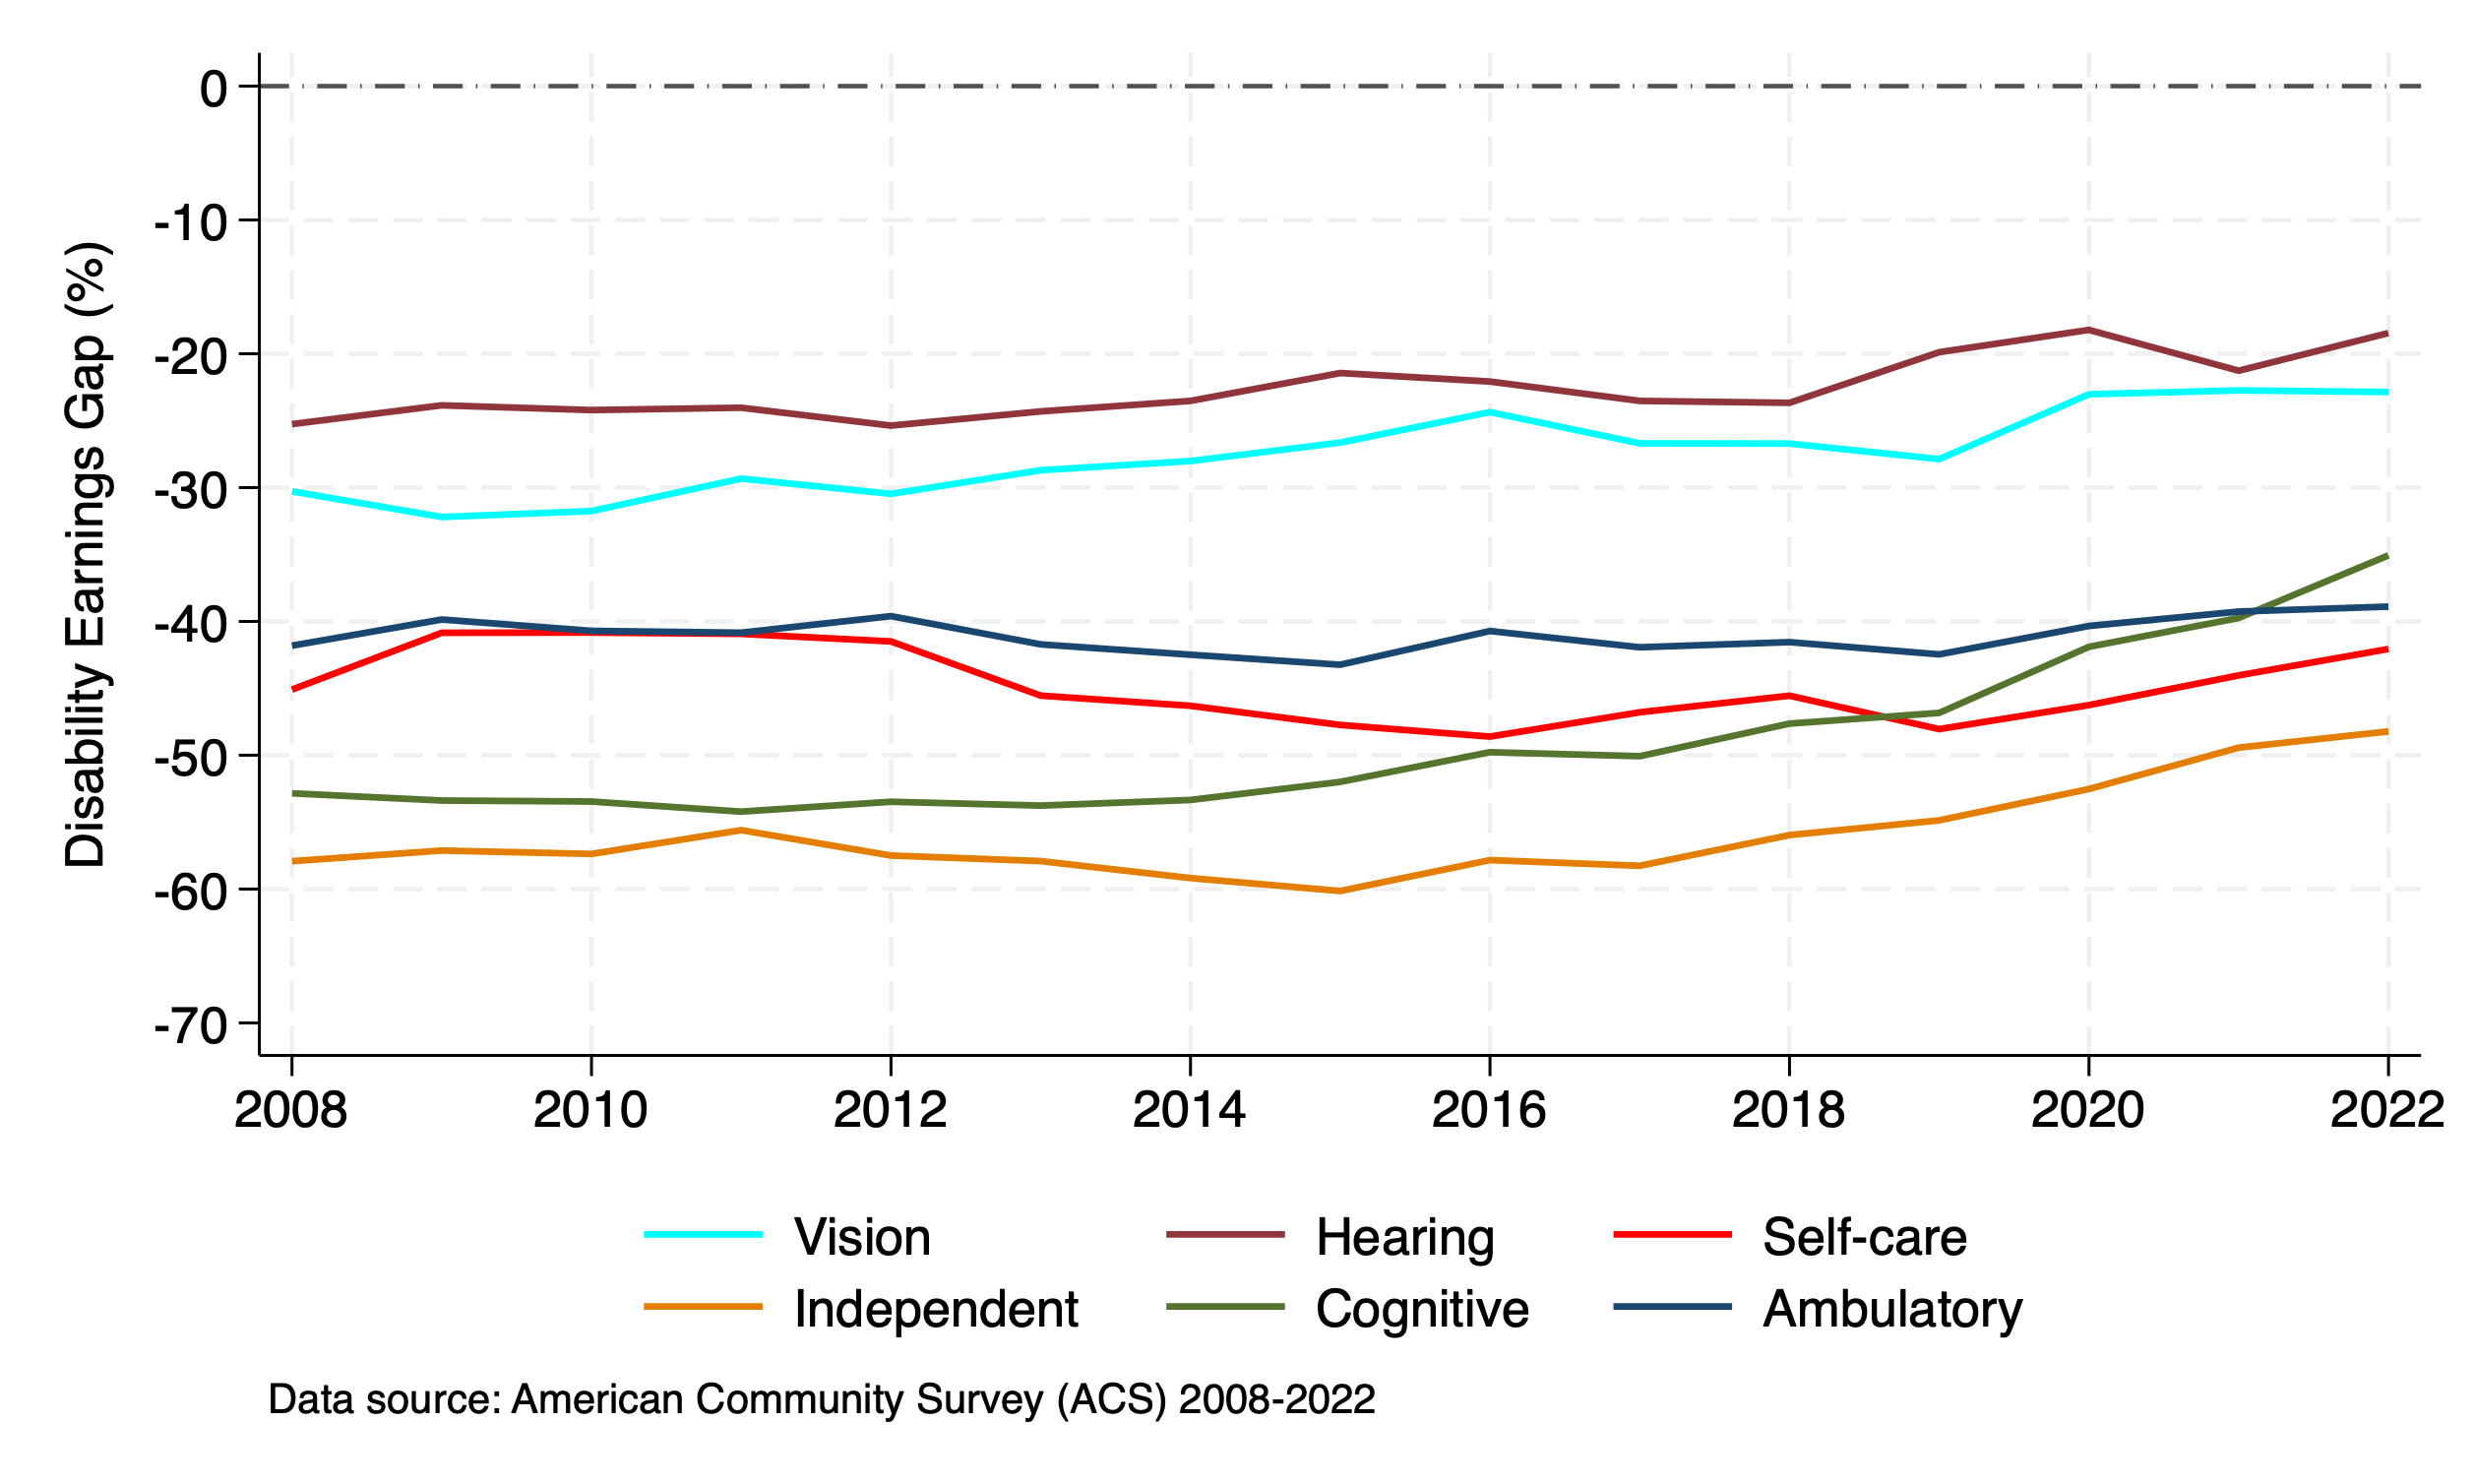 Disability Earnings Gap (%)
0
-10
-20
-30
-40
-50
-60
-70
2008 2010 2012 2014 2016 2018 2020 2022
Vision Hearing Self-care
Independent Cognitive Ambulatory
Data source: American Community Survey (ACS) 2008-2022